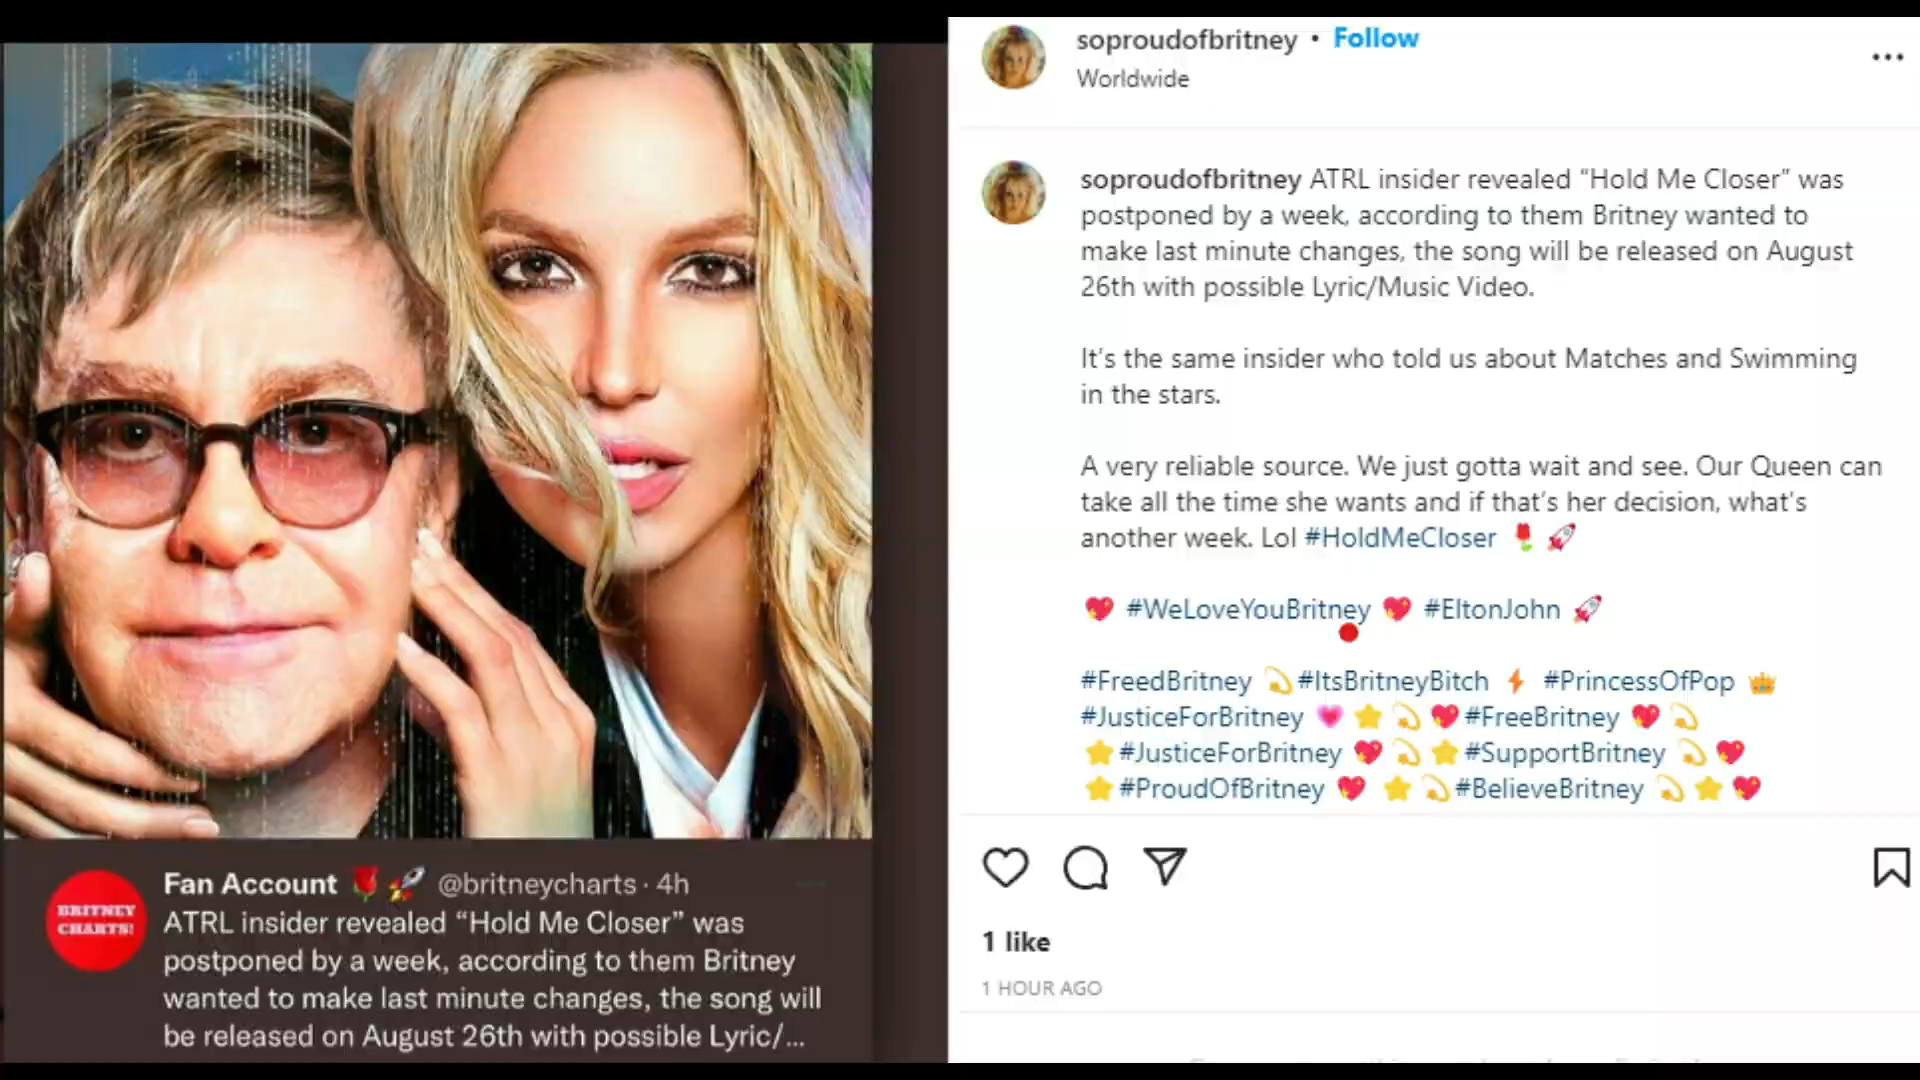 soproudofbritney • Follow
Worldwide
soproudofbritney ATRL insider revealed “Hold Me Closer” was
postponed by a week, according to them Britney wanted to
make last minute changes, the song will be released on August
26th with possible Lyric/Music Video.
It's the same insider who told us about Matches and Swimming
in the stars.
A very reliable source. We just gotta wait and see. Our Queen can
take all the time she wants and if that's her decision, what's
another week. Lol #HoldMeCloser 🌹🚀
💖 #WeLoveYouBritney 💖 #EltonJohn 🚀
#FreedBritney 💫#ItsBritneyBitch ⚡ #PrincessOfPop 👑
#JusticeForBritney 💗⭐💫💖#FreeBritney 💖💫
⭐#JusticeForBritney 💖💫⭐#SupportBritney 💫💖
⭐#ProudOfBritney 💖⭐💫#BelieveBritney 💫⭐💖
1 like
1 HOUR AGO
BRITNEY
CHARTS!
Fan Account 🌹🚀 @britneycharts · 4h
ATRL insider revealed “Hold Me Closer” was
postponed by a week, according to them Britney
wanted to make last minute changes, the song will
be released on August 26th with possible Lyric/...